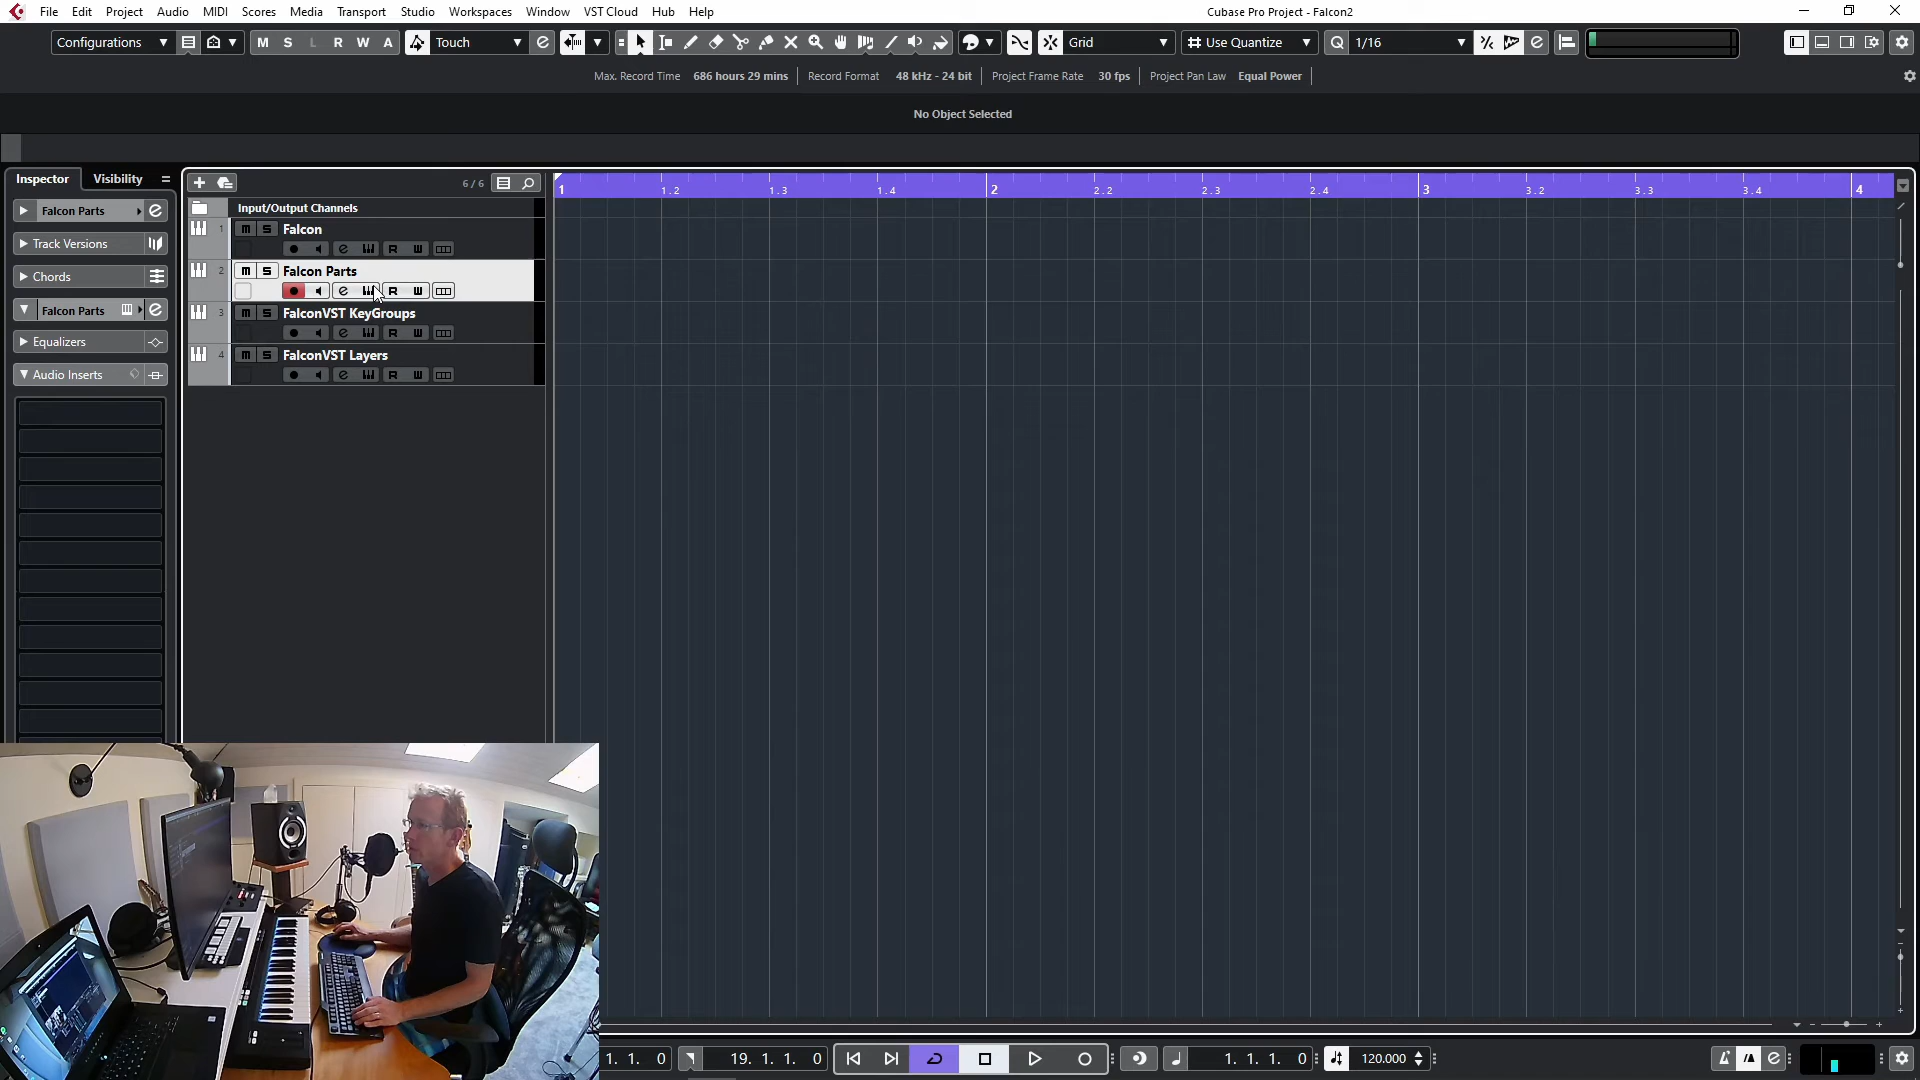 File Edit Project Audio MIDI Scores Media Transport Studio Workspaces Window VST Cloud Hub Help
Cubase Pro Project - Falcon2
Configurations M S L R W A Touch Grid Use Quantize Q 1/16
Max. Record Time 686 hours 29 mins Record Format 48 kHz - 24 bit Project Frame Rate 30 fps Project Pan Law Equal Power
No Object Selected
Inspector Visibility
6 / 6
1 1.2 1.3 1.4 2 2.2 2.3 2.4 3 3.2 3.3 3.4 4
Falcon Parts
Track Versions
Chords
Falcon Parts
Equalizers
Audio Inserts
Input/Output Channels
1 m S Falcon
e R W
2 m S Falcon Parts
e R W
3 m S FalconVST KeyGroups
e R W
4 m S FalconVST Layers
e R W
1. 1. 0 19. 1. 1. 0 1. 1. 1. 0 120.000